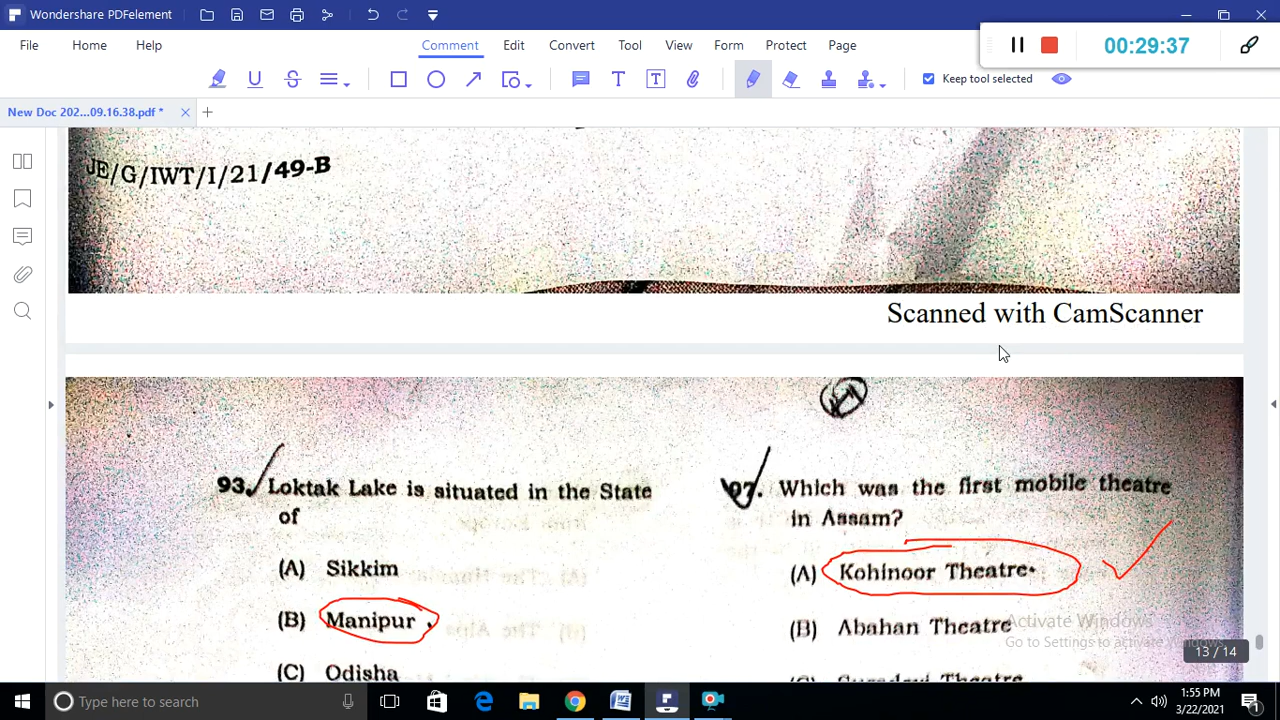 Wondershare PDFelement
File Home Help Comment Edit Convert Tool View Form Protect Page
00:29:37
Keep tool selected
New Doc 202...09.16.38.pdf *
JE/G/IWT/I/21/49-B
Scanned with CamScanner
93. Loktak Lake is situated in the State
of
(A) Sikkim
(B) Manipur
(C) Odisha
97. Which was the first mobile theatre
in Assam?
(A) Kohinoor Theatre
(B) Abahan Theatre
Theatre
Activate Windows
Go to Settings to activate Windows.
13 / 14
Type here to search
1:55 PM
3/22/2021